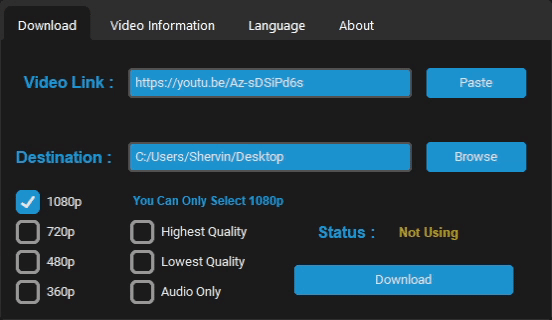 Download Video Information Language About
Video Link : https://youtu.be/Az-sDSiPd6s Paste
Destination : C:/Users/Shervin/Desktop Browse
1080p You Can Only Select 1080p
720p Highest Quality Status : Not Using
480p Lowest Quality
360p Audio Only Download